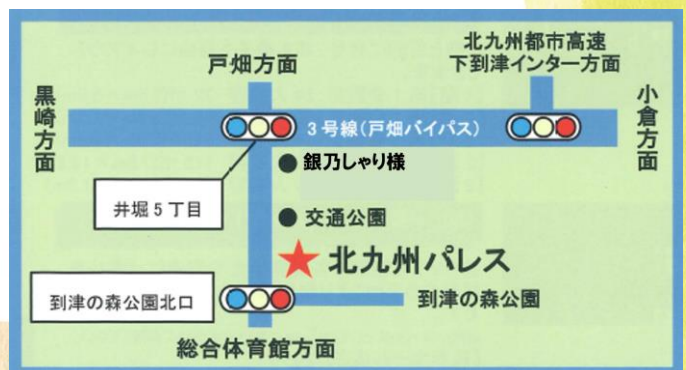 北九州都市高速
下到津インター方面
戸畑方面
黒崎方面
小倉方面
3号線(戸畑バイパス)
銀乃しゃり様
井堀5丁目
交通公園
北九州パレス
到津の森公園北口
到津の森公園
総合体育館方面